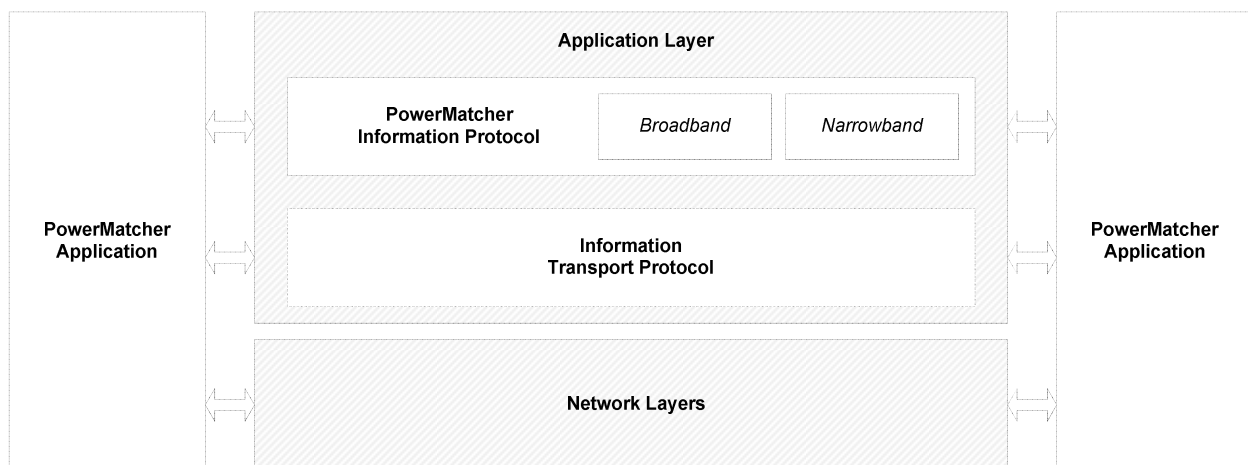 Application Layer
PowerMatcher
Information Protocol
Broadband
Narrowband
PowerMatcher
Application
Information
Transport Protocol
PowerMatcher
Application
Network Layers